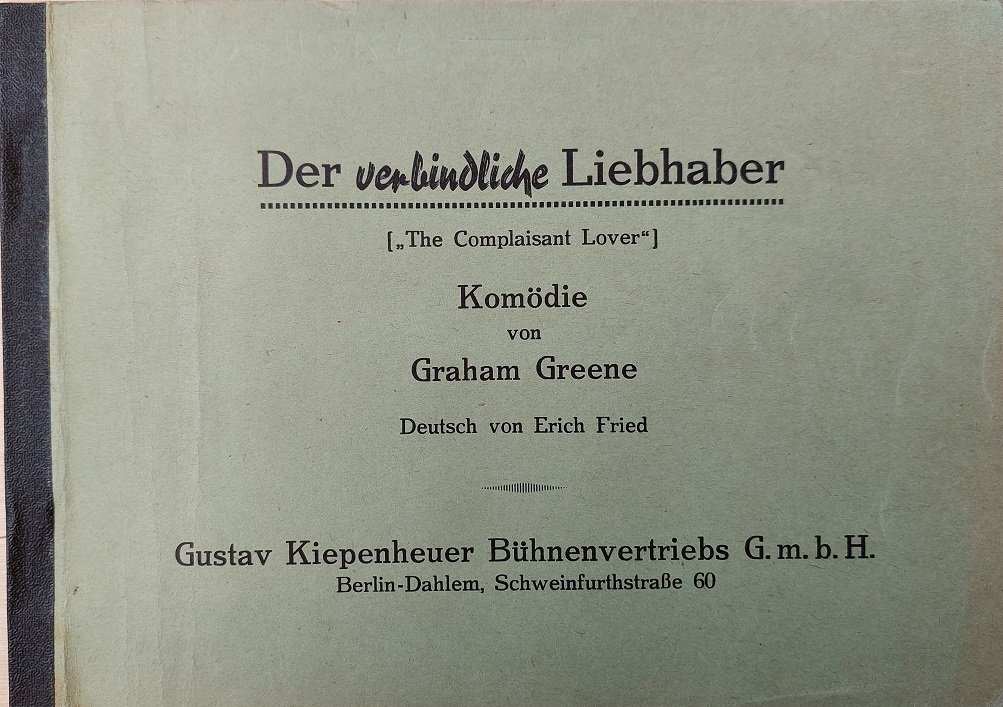 Der verbindliche Liebhaber
[„The Complaisant Lover“]
Komödie
von
Graham Greene
Deutsch von Erich Fried
Gustav Kiepenheuer Bühnenvertriebs G. m. b. H.
Berlin-Dahlem, Schweinfurthstraße 60